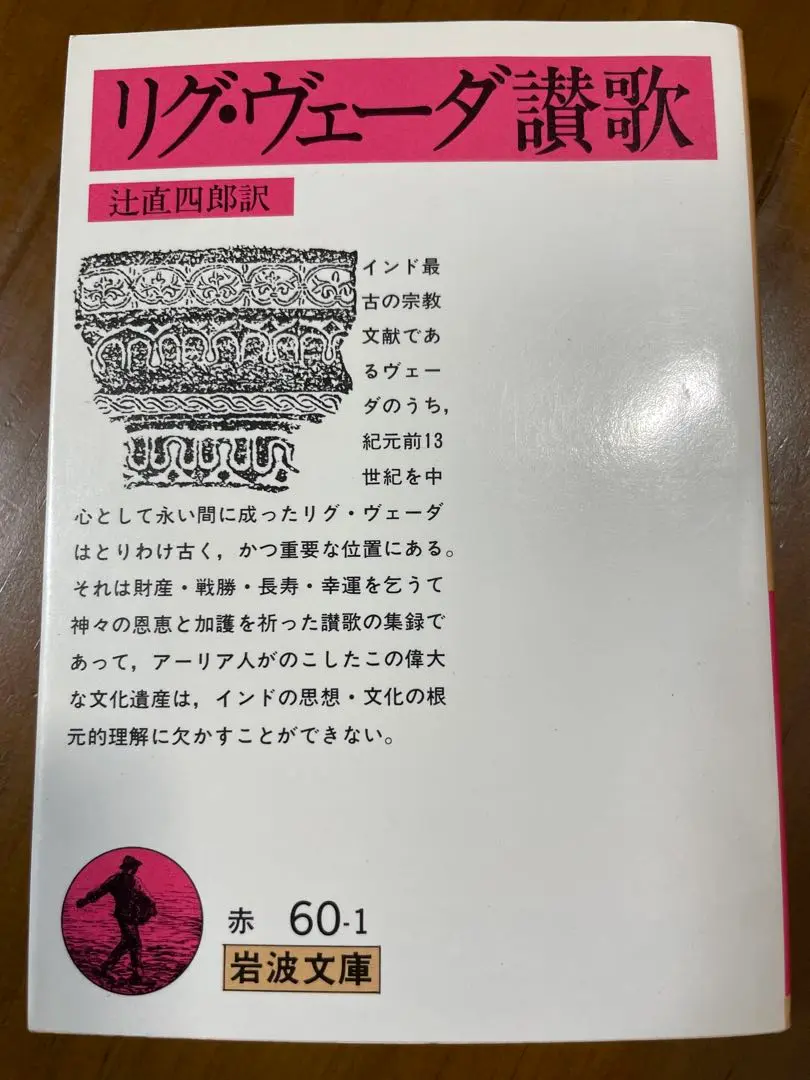 リグ・ヴェーダ讃歌
辻直四郎訳
インド最
古の宗教
文献であ
るヴェー
ダのうち,
紀元前13
世紀を中
心として永い間に成ったリグ・ヴェーダ
はとりわけ古く,かつ重要な位置にある。
それは財産・戦勝・長寿・幸運を乞うて
神々の恩恵と加護を祈った讃歌の集録で
あって,アーリア人がのこしたこの偉大
な文化遺産は,インドの思想・文化の根
元的理解に欠かすことができない。
赤 60-1
岩波文庫